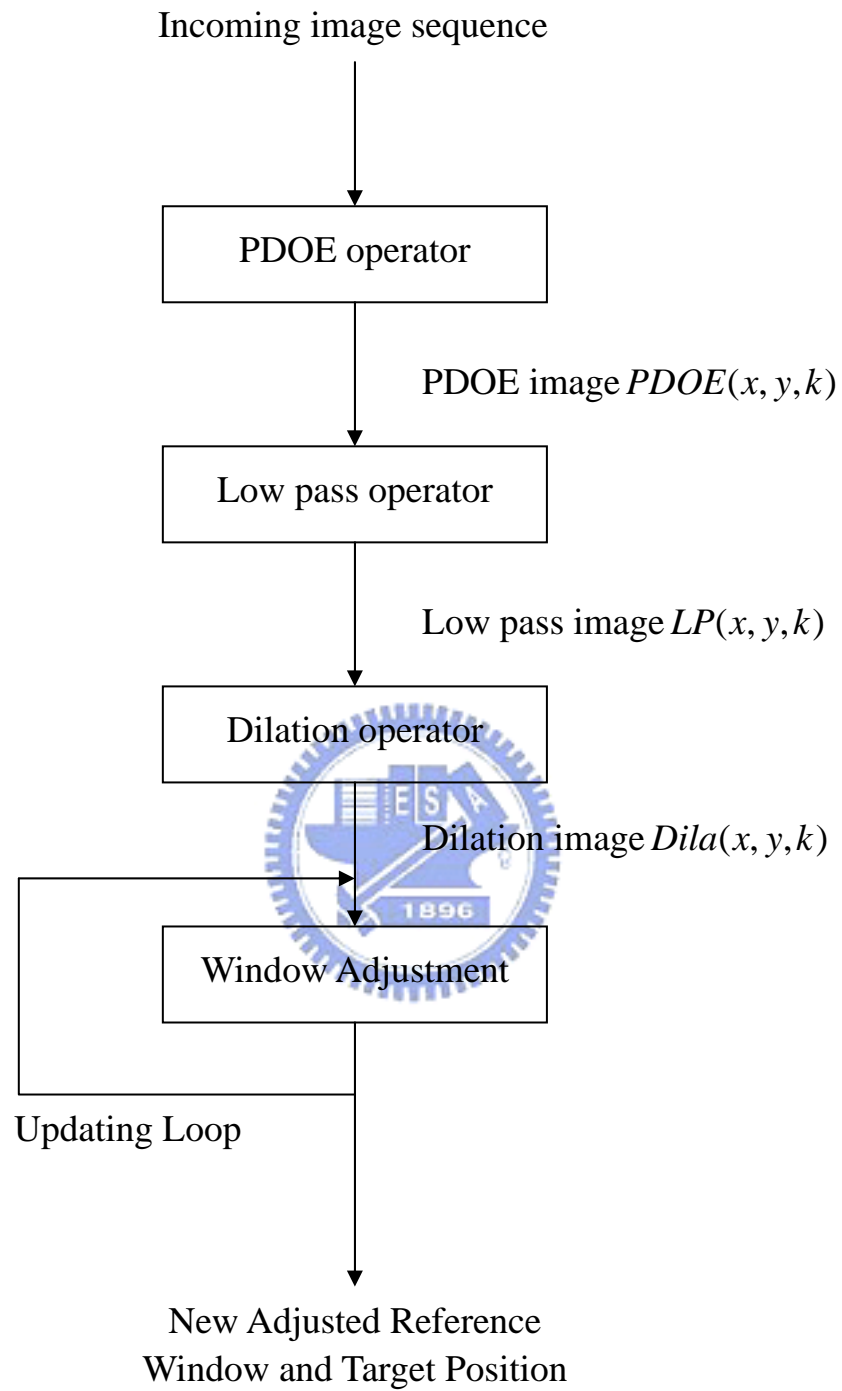 Incoming image sequence
PDOE operator
PDOE image PDOE(x, y,k)
Low pass operator
Low pass image LP(x, y,k)
Dilation operator
E S A
Dilation image Dila(x, y,k)
1896
Window Adjustment
Updating Loop
New Adjusted Reference
Window and Target Position